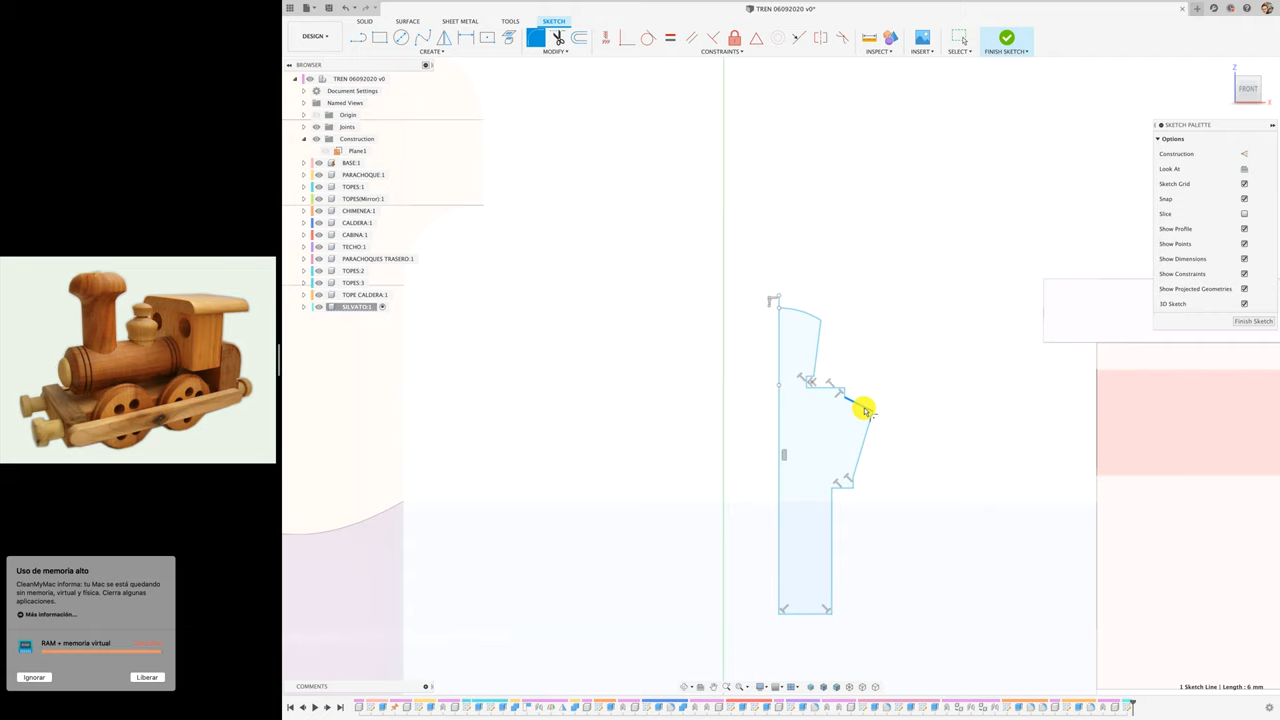 TREN 06092020 v0*
SOLID SURFACE SHEET METAL TOOLS SKETCH
DESIGN ▾
CREATE ▾ MODIFY ▾ CONSTRAINTS ▾ INSPECT ▾ INSERT ▾ SELECT ▾ FINISH SKETCH ▾
BROWSER
TREN 06092020 v0
Document Settings
Named Views
Origin
Joints
Construction
Plane1
BASE:1
PARACHOQUE:1
TOPES:1
TOPES(Mirror):1
CHIMENEA:1
CALDERA:1
CABINA:1
TECHO:1
PARACHOQUES TRASERO:1
TOPES:2
TOPES:3
TOPE CALDERA:1
SILVATO:1
Z
FRONT
X
SKETCH PALETTE
Options
Construction
Look At
Sketch Grid
Snap
Slice
Show Profile
Show Points
Show Dimensions
Show Constraints
Show Projected Geometries
3D Sketch
Finish Sketch
Uso de memoria alto
CleanMyMac informa: tu Mac se está quedando
sin memoria, virtual y física. Cierra algunas
aplicaciones.
Más información...
RAM + memoria virtual
Ignorar Liberar
COMMENTS
1 Sketch Line | Length : 6 mm